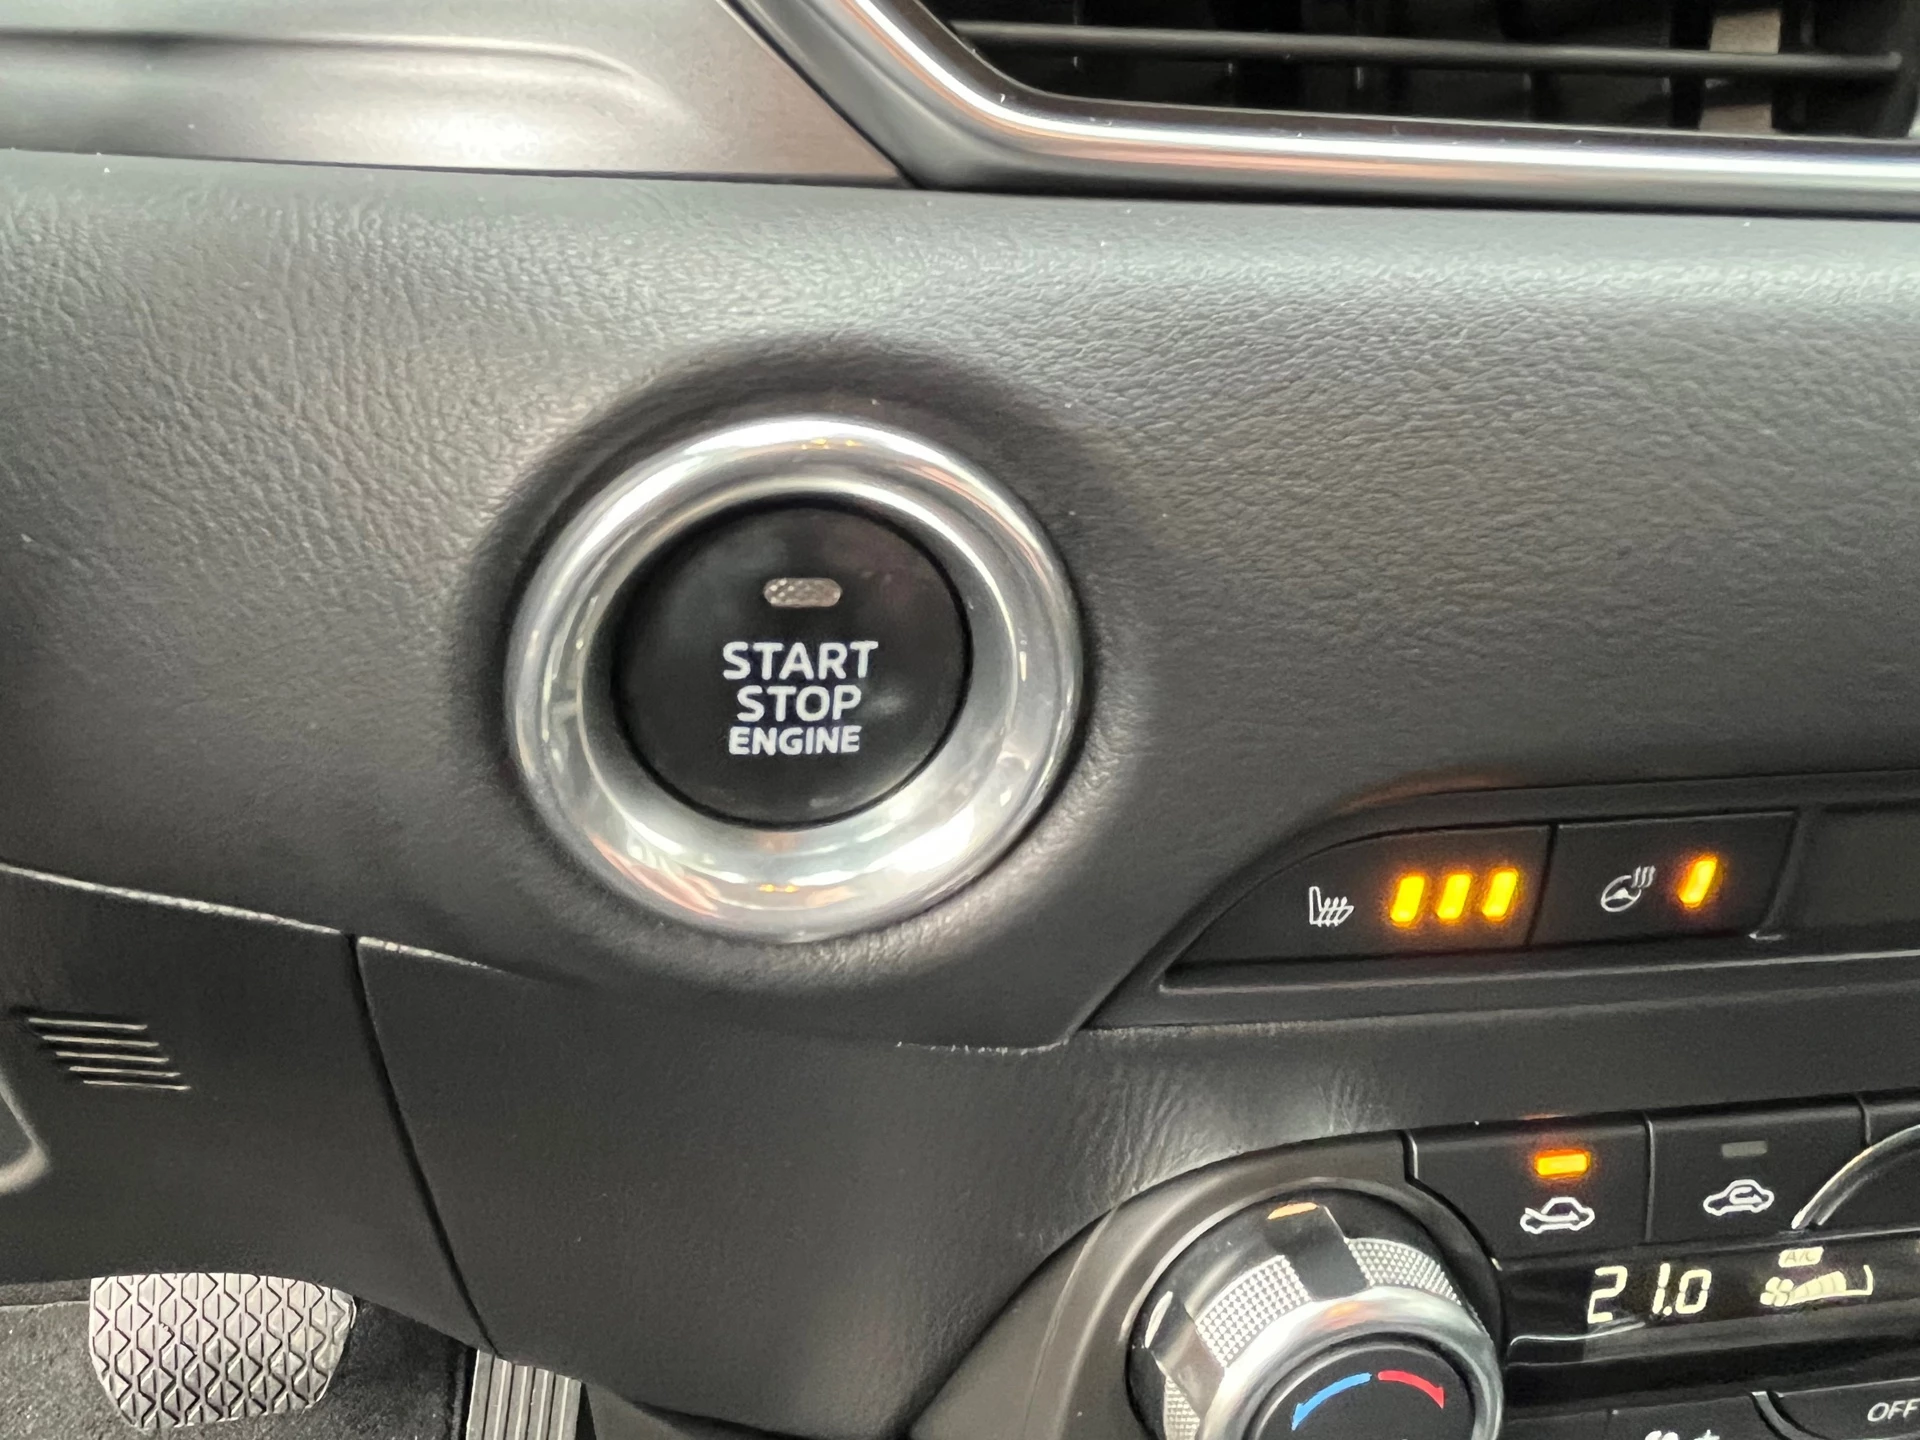 START
STOP
ENGINE
A/C
21.0
OFF